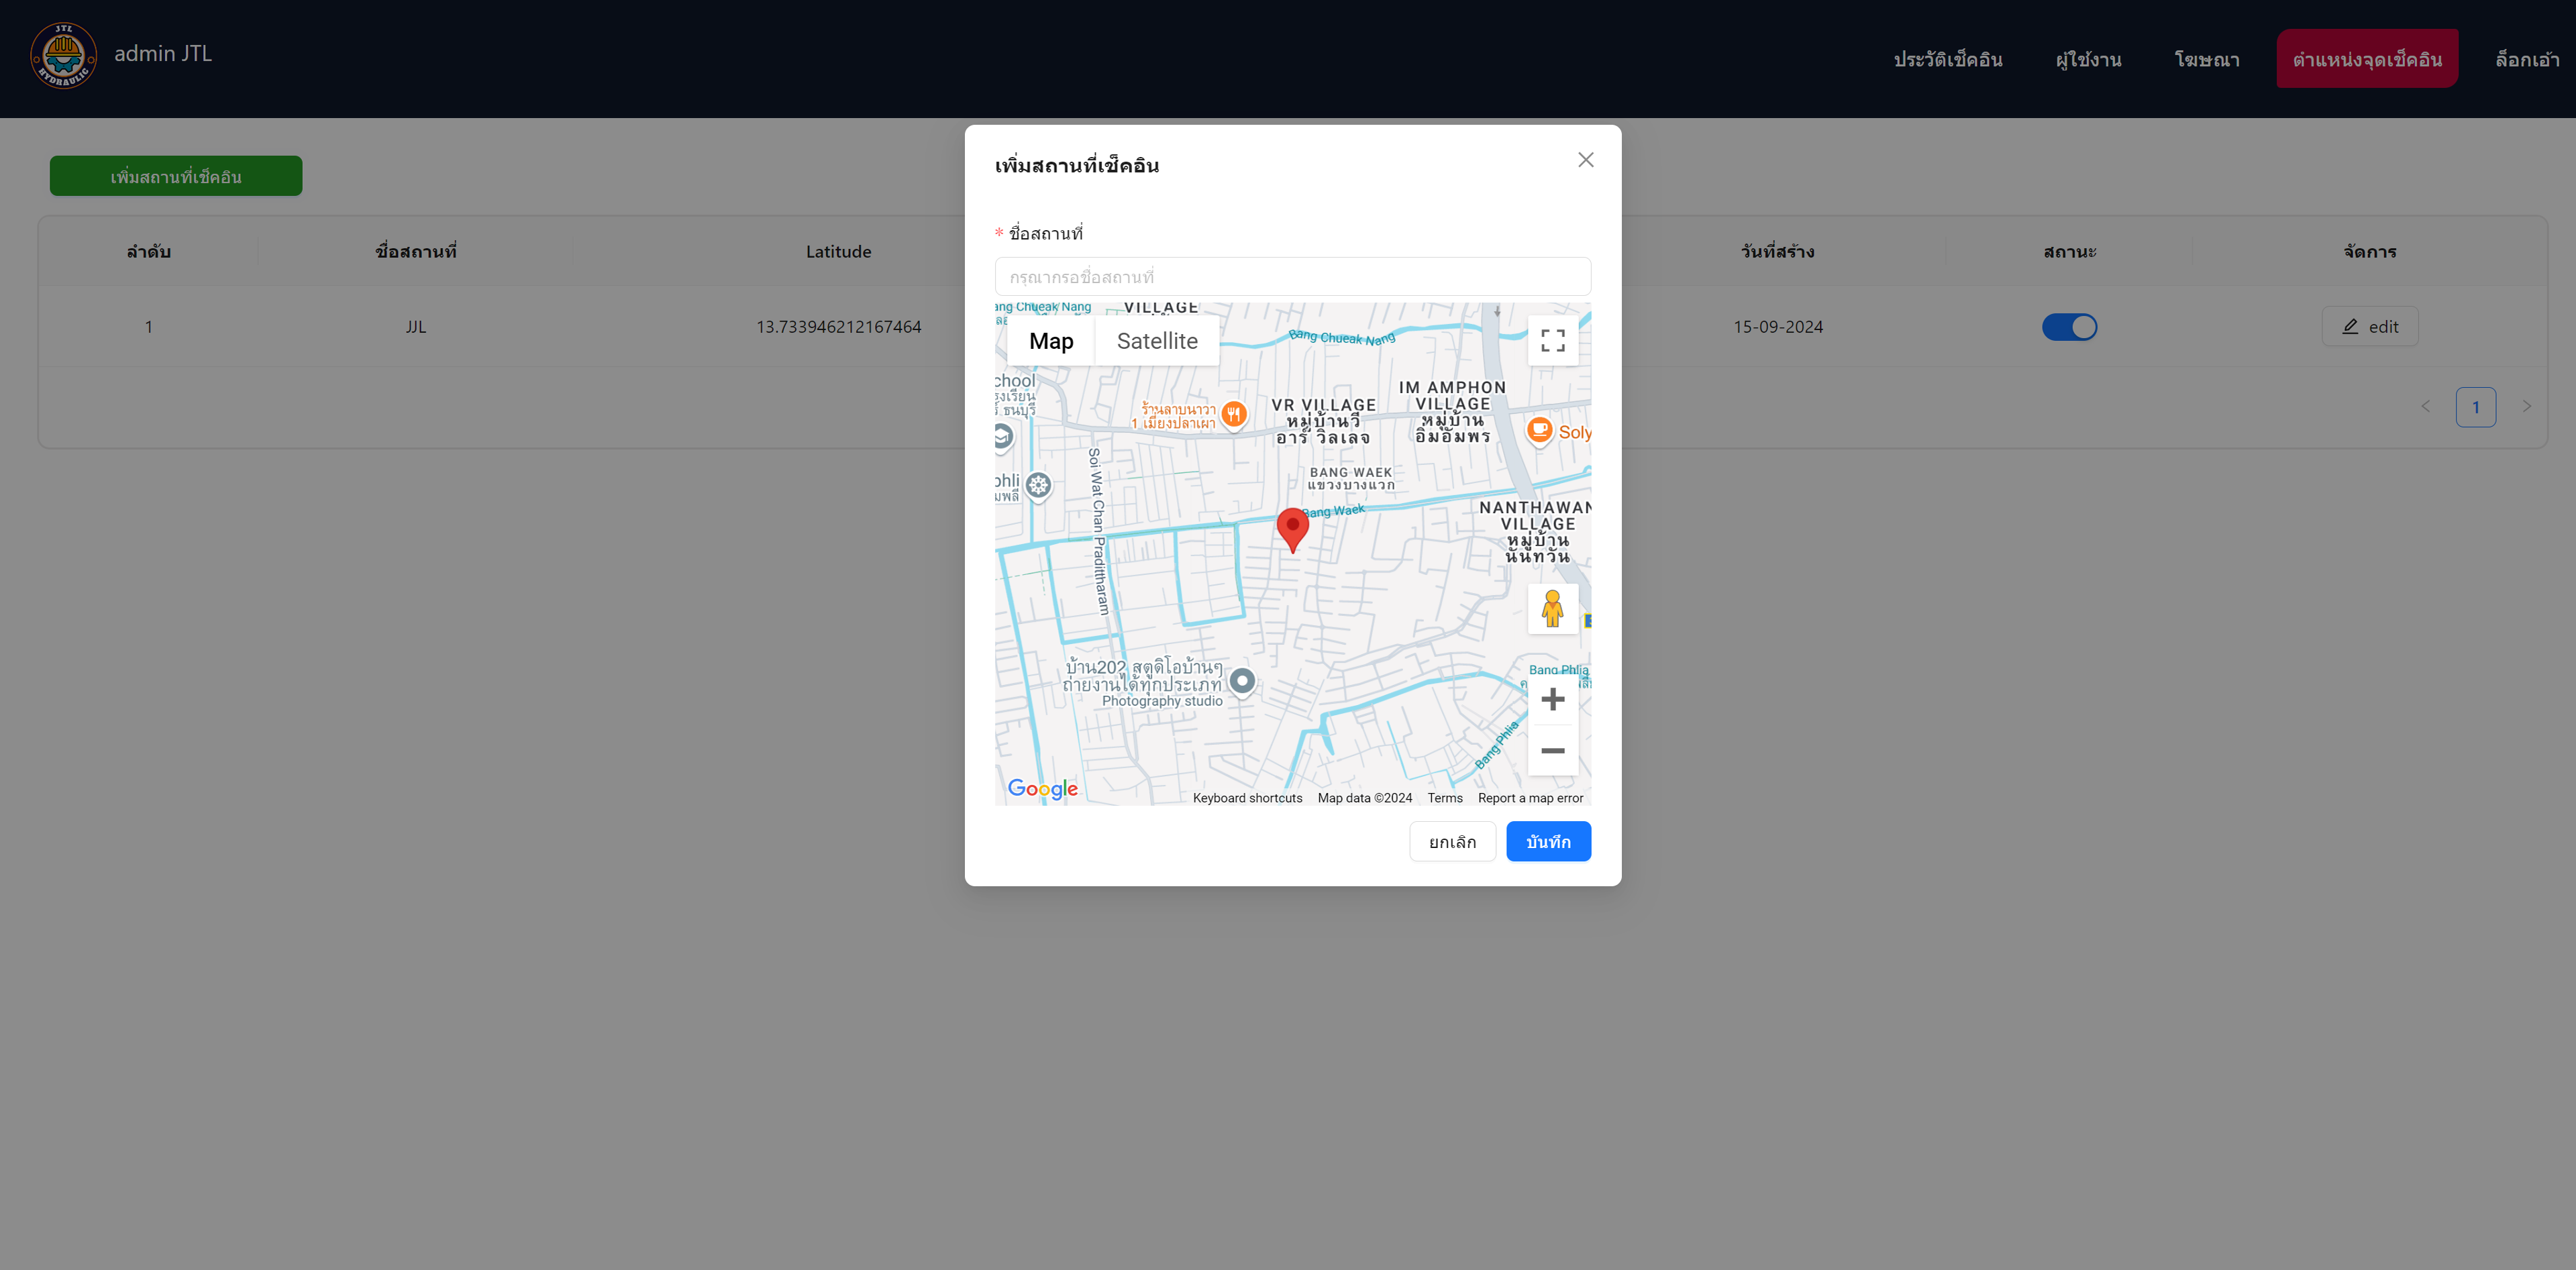 JTL
HYDRAULIC
admin JTL
ประวัติเช็คอิน
ผู้ใช้งาน
โฆษณา
ตำแหน่งจุดเช็คอิน
ล็อกเอ้า
เพิ่มสถานที่เช็คอิน
ลำดับ
ชื่อสถานที่
Latitude
วันที่สร้าง
สถานะ
จัดการ
1
JJL
13.733946212167464
15-09-2024
edit
1
เพิ่มสถานที่เช็คอิน
* ชื่อสถานที่
กรุณากรอชื่อสถานที่
ang Chueak Nang
VILLAGE
Map
Satellite
Bang Chueak Nang
chool
ธนบุรี
ร้านลาบนาวา
1 เมี่ยงปลาเผา
VR VILLAGE
หมู่บ้านวี
อาร์ วิลเลจ
IM AMPHON
VILLAGE
หมู่บ้าน
อิ่มอัมพร
Soly
Soi Wat Chan Pradittharam
BANG WAEK
แขวงบางแวก
phli
มพลี
Bang Waek
NANTHAWAN
VILLAGE
หมู่บ้าน
นันทวัน
บ้าน202 สตูดิโอบ้านๆ
ถ่ายงานได้ทุกประเภท
Photography studio
Bang Phlia
Bang Phlia
Google
Keyboard shortcuts
Map data ©2024
Terms
Report a map error
ยกเลิก
บันทึก